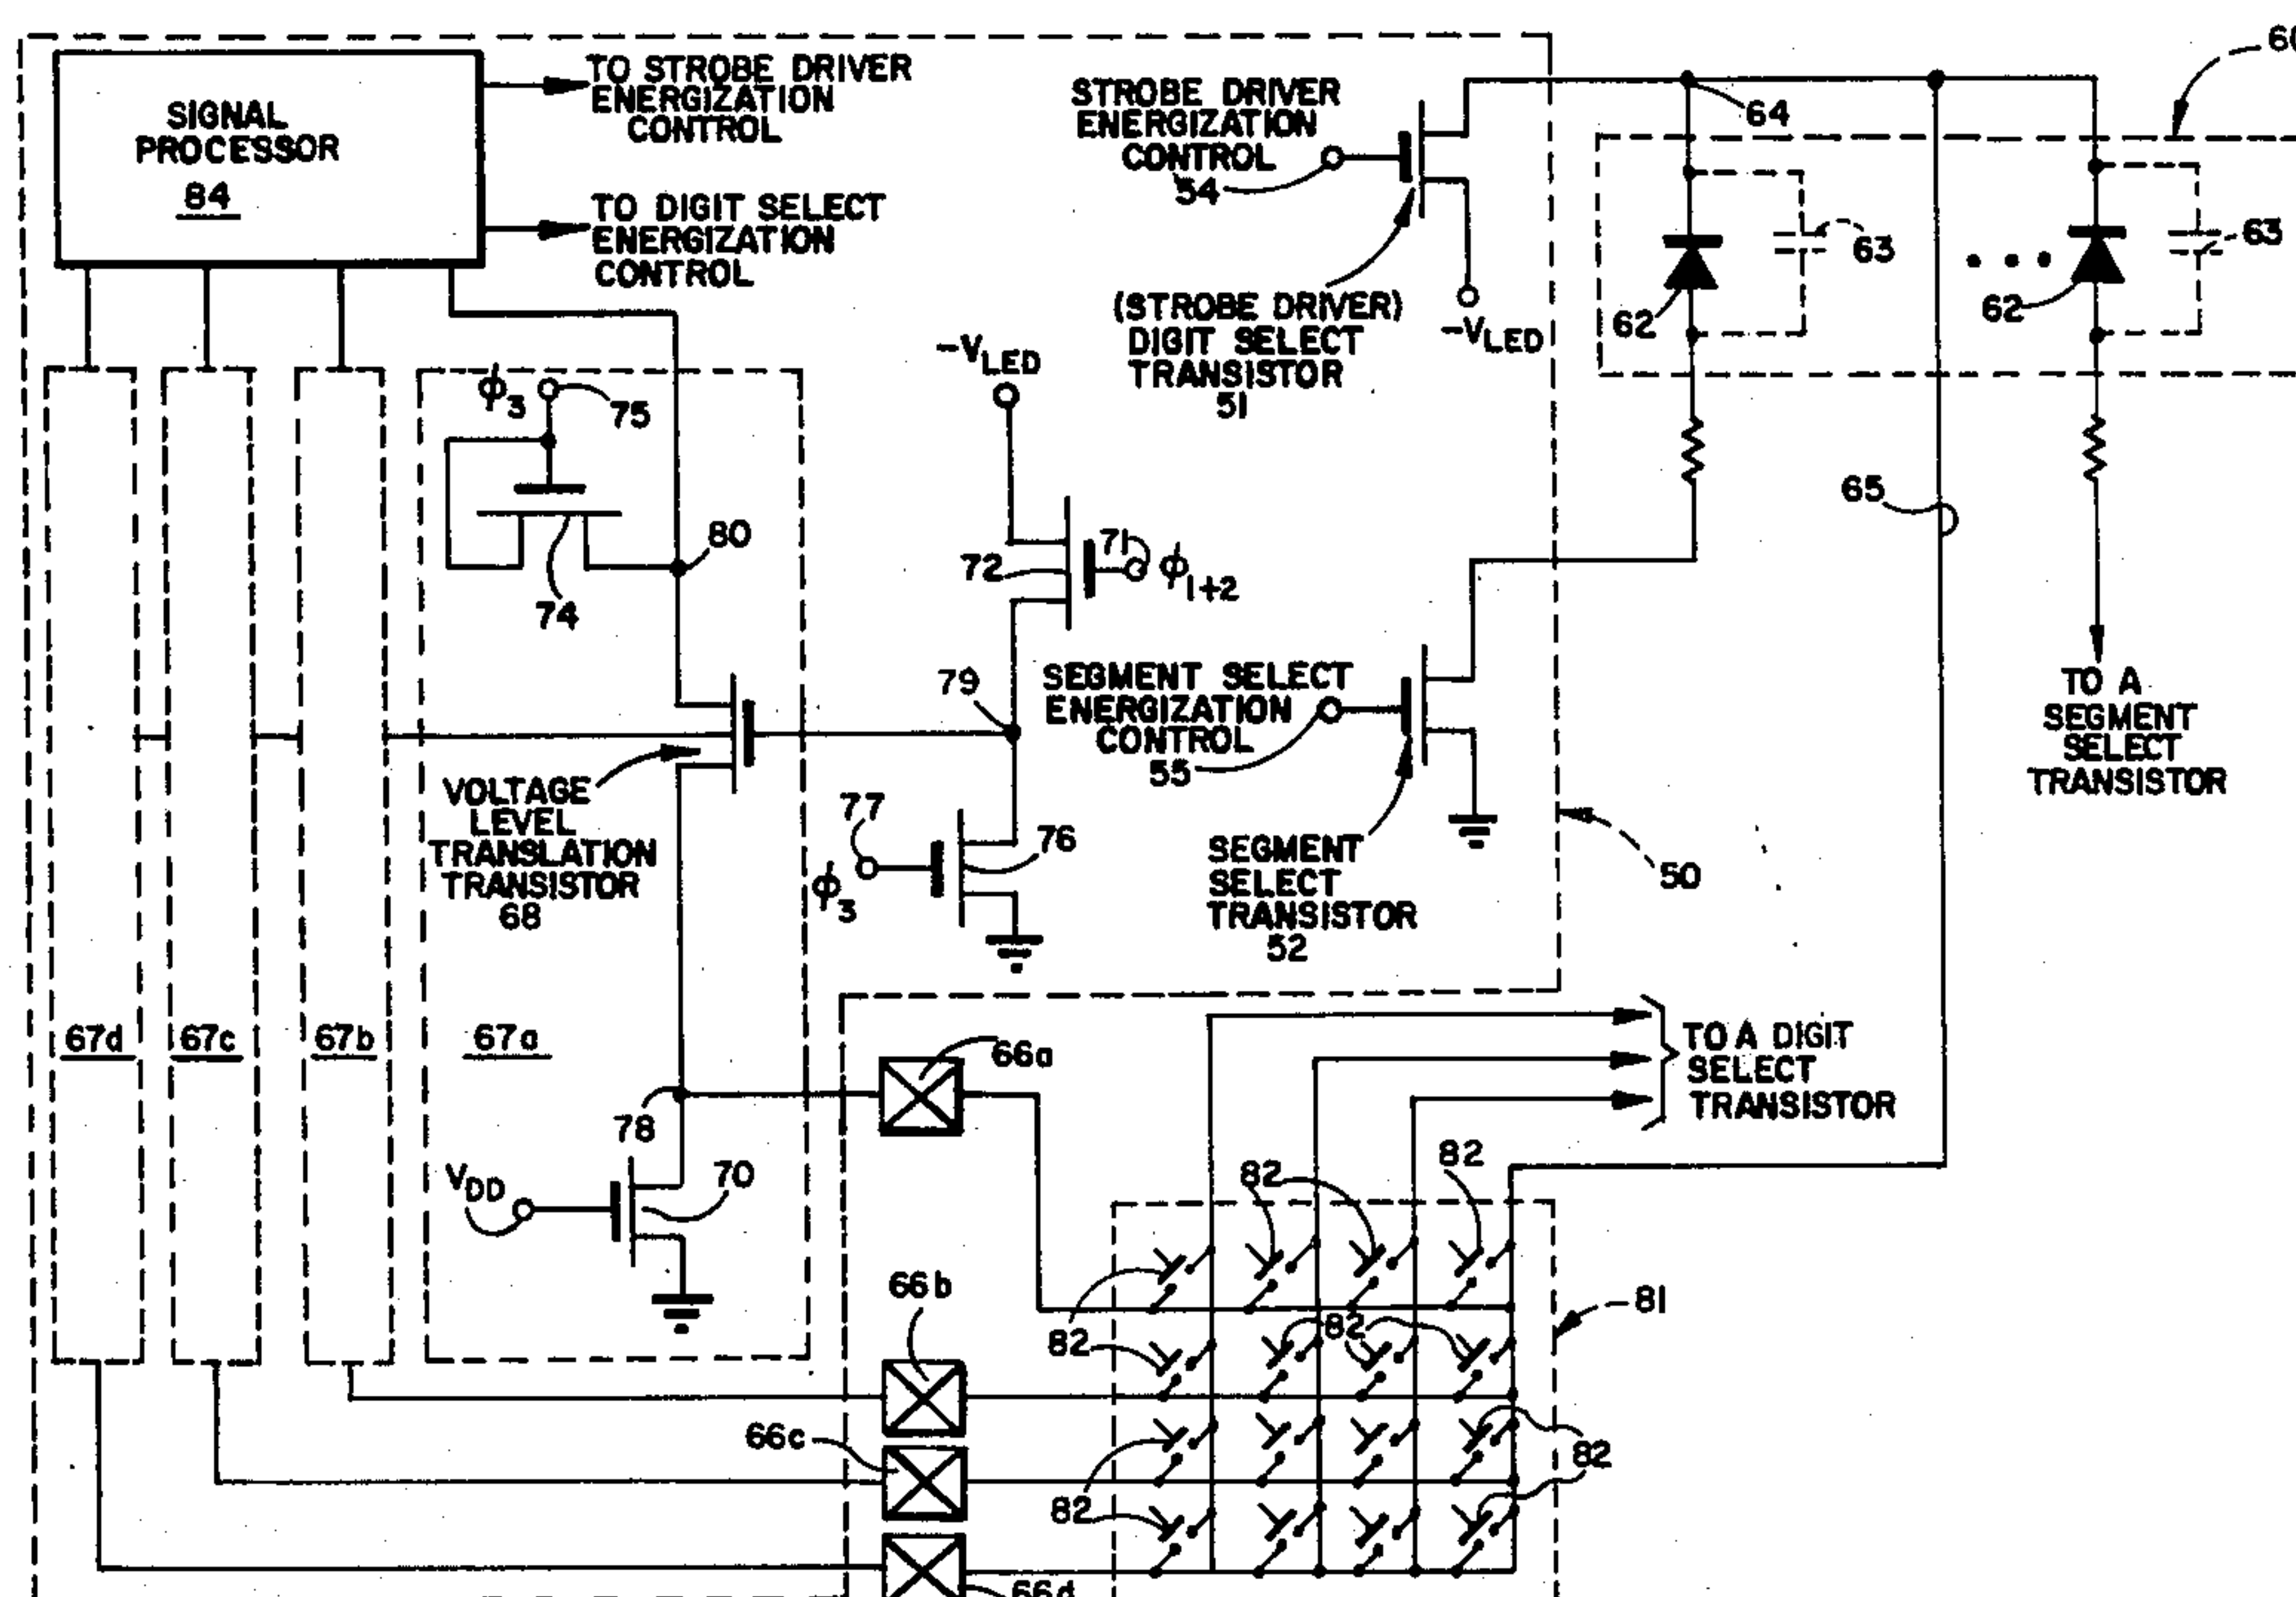 SIGNAL
PROCESSOR
84
TO STROBE DRIVER
ENERGIZATION
CONTROL
TO DIGIT SELECT
ENERGIZATION
CONTROL
STROBE DRIVER
ENERGIZATION
CONTROL
54
(STROBE DRIVER)
DIGIT SELECT
TRANSISTOR
51
-VLED
64
62
63
62
63
-VLED
ϕ3
75
74
80
72
71
ϕ1+2
65
79
SEGMENT SELECT
ENERGIZATION
CONTROL
55
TO A
SEGMENT
SELECT
TRANSISTOR
VOLTAGE
LEVEL
TRANSLATION
TRANSISTOR
68
77
ϕ3
76
SEGMENT
SELECT
TRANSISTOR
52
50
67d
67c
67b
67a
66a
TO A DIGIT
SELECT
TRANSISTOR
78
VDD
70
82
82
66b
82
82
81
66c
82
82
66d